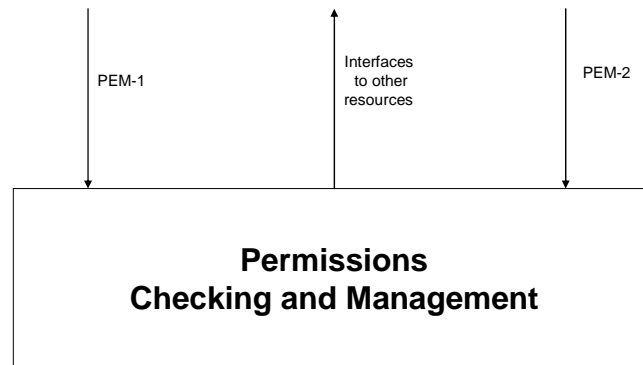 PEM-1
Interfaces
to other
resources
PEM-2
Permissions
Checking and Management